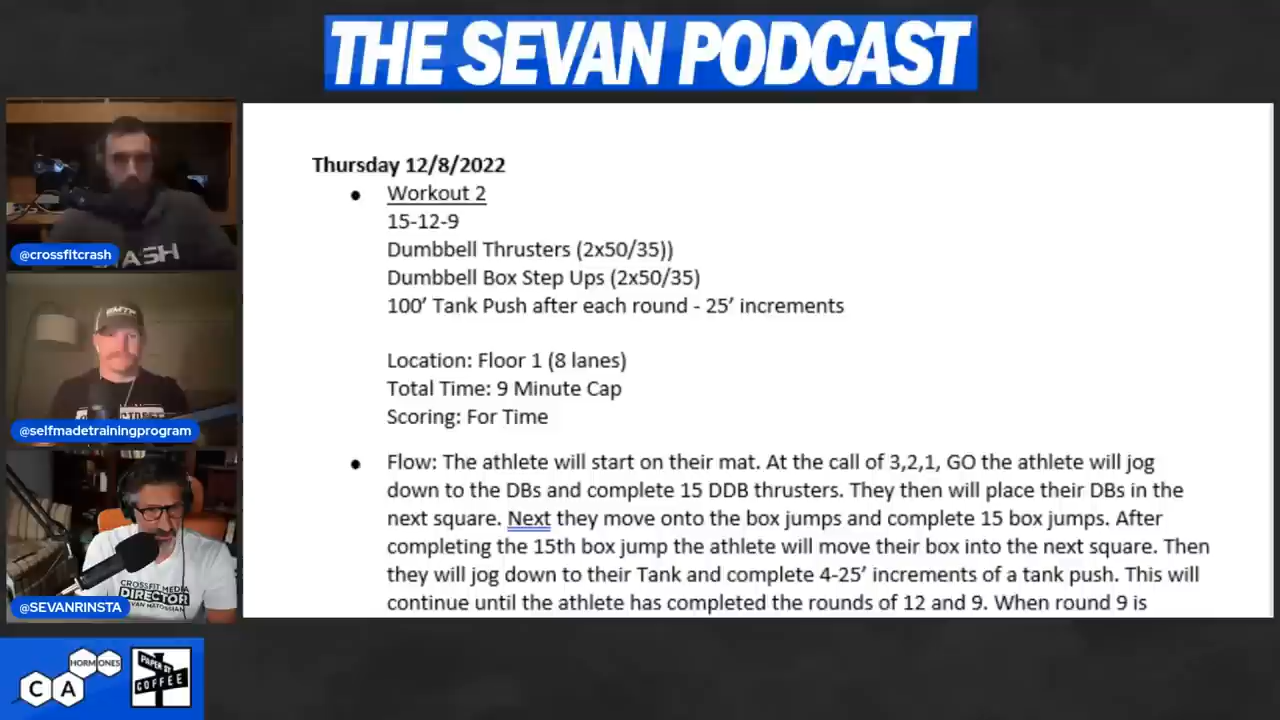 THE SEVAN PODCAST
Thursday 12/8/2022
Workout 2
15-12-9
Dumbbell Thrusters (2x50/35))
Dumbbell Box Step Ups (2x50/35)
100' Tank Push after each round - 25' increments
Location: Floor 1 (8 lanes)
Total Time: 9 Minute Cap
Scoring: For Time
Flow: The athlete will start on their mat. At the call of 3,2,1, GO the athlete will jog
down to the DBs and complete 15 DDB thrusters. They then will place their DBs in the
next square. Next they move onto the box jumps and complete 15 box jumps. After
completing the 15th box jump the athlete will move their box into the next square. Then
they will jog down to their Tank and complete 4-25' increments of a tank push. This will
continue until the athlete has completed the rounds of 12 and 9. When round 9 is
@crossfitcrash
@selfmadetrainingprogram
CROSSFIT MEDIA
DIRECTOR
@SEVANRINSTA
CA HORMONES
PAPER ST
COFFEE